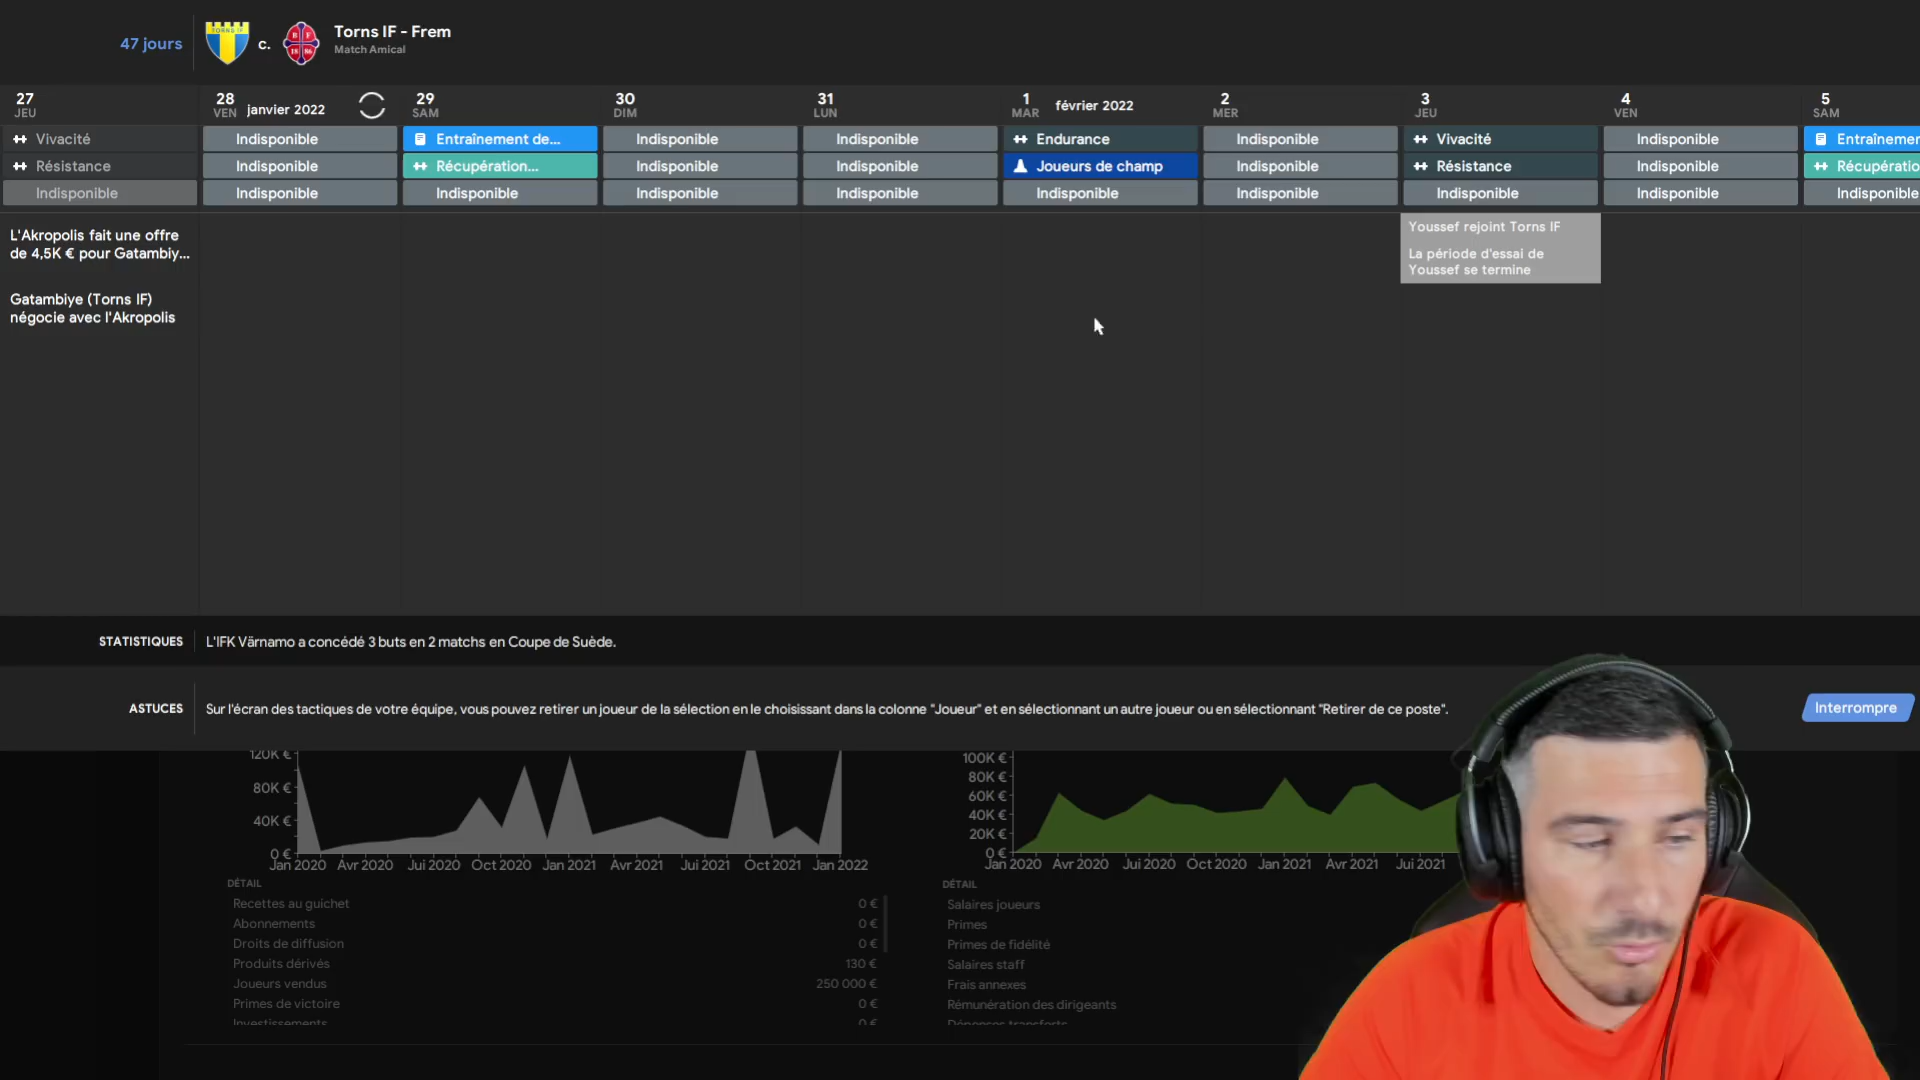 47 jours
TORNS IF
c.
B F
18 86
Torns IF - Frem
Match Amical
27
JEU
28
VEN
janvier 2022
29
SAM
30
DIM
31
LUN
1
MAR
février 2022
2
MER
3
JEU
4
VEN
5
SAM
Vivacité
Indisponible
Entraînement de...
Indisponible
Indisponible
Endurance
Indisponible
Vivacité
Indisponible
Entraînemer
Résistance
Indisponible
Récupération...
Indisponible
Indisponible
Joueurs de champ
Indisponible
Résistance
Indisponible
Récupératio
Indisponible
Indisponible
Indisponible
Indisponible
Indisponible
Indisponible
Indisponible
Indisponible
Indisponible
Indisponible
L'Akropolis fait une offre
de 4,5K € pour Gatambiy...
Gatambiye (Torns IF)
négocie avec l'Akropolis
Youssef rejoint Torns IF
La période d'essai de
Youssef se termine
STATISTIQUES
L'IFK Värnamo a concédé 3 buts en 2 matchs en Coupe de Suède.
ASTUCES
Sur l'écran des tactiques de votre équipe, vous pouvez retirer un joueur de la sélection en le choisissant dans la colonne "Joueur" et en sélectionnant un autre joueur ou en sélectionnant "Retirer de ce poste".
Interrompre
120K €
80K €
40K €
0 €
Jan 2020
Avr 2020
Jui 2020
Oct 2020
Jan 2021
Avr 2021
Jui 2021
Oct 2021
Jan 2022
100K €
80K €
60K €
40K €
20K €
0 €
Jan 2020
Avr 2020
Jui 2020
Oct 2020
Jan 2021
Avr 2021
Jui 2021
DÉTAIL
Recettes au guichet
0 €
Abonnements
0 €
Droits de diffusion
0 €
Produits dérivés
130 €
Joueurs vendus
250 000 €
Primes de victoire
0 €
Investissements
0 €
DÉTAIL
Salaires joueurs
Primes
Primes de fidélité
Salaires staff
Frais annexes
Rémunération des dirigeants
Dépenses transferts